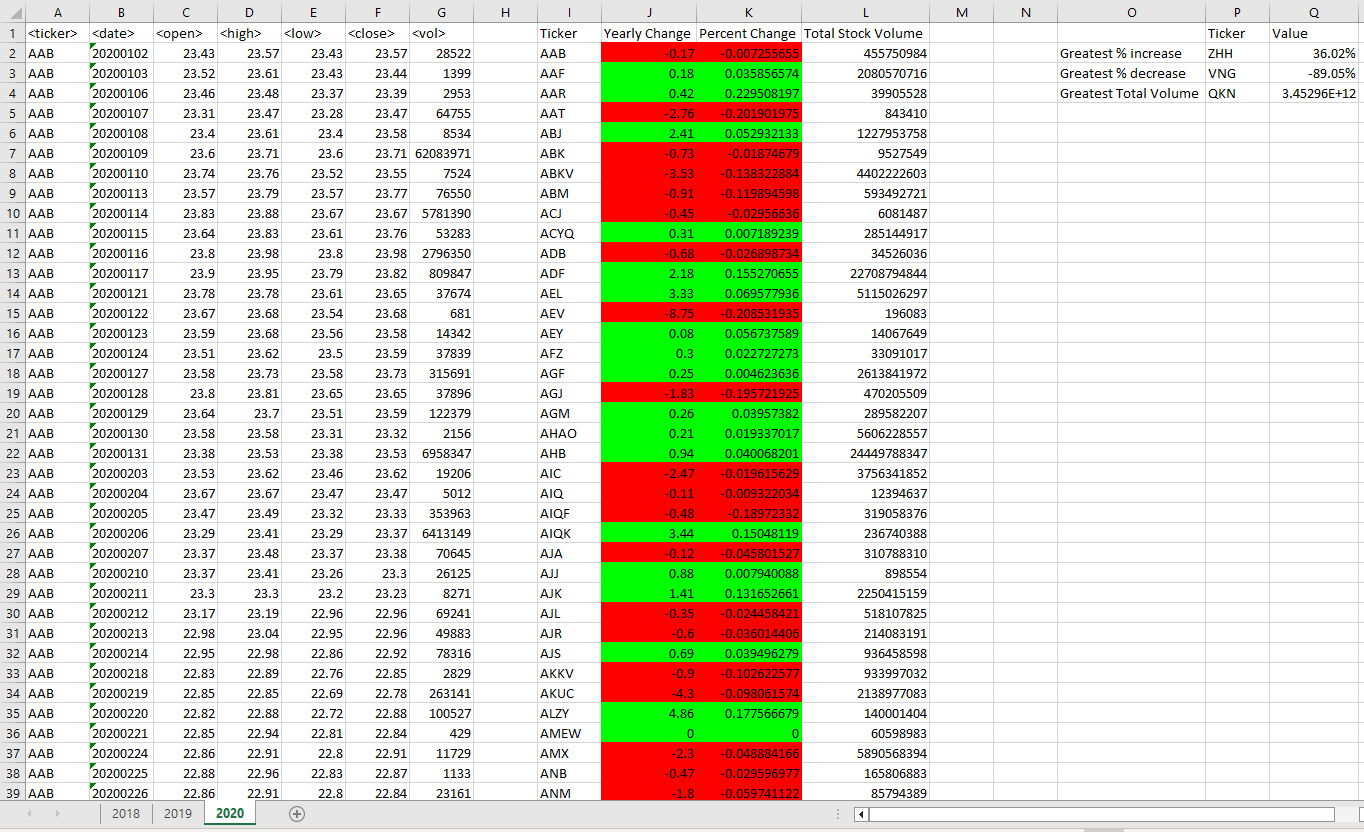 A B C D E F G H I J K L M N O P Q
1 <ticker> <date> <open> <high> <low> <close> <vol> Ticker Yearly Change Percent Change Total Stock Volume Ticker Value
2 AAB 20200102 23.43 23.57 23.43 23.57 28522 AAB -0.17 -0.007255655 455750984 Greatest % increase ZHH 36.02%
3 AAB 20200103 23.52 23.61 23.43 23.44 1399 AAF 0.18 0.035856574 2080570716 Greatest % decrease VNG -89.05%
4 AAB 20200106 23.46 23.48 23.37 23.39 2953 AAR 0.42 0.229508197 39905528 Greatest Total Volume QKN 3.45296E+12
5 AAB 20200107 23.31 23.47 23.28 23.47 64755 AAT -2.76 -0.201901975 843410
6 AAB 20200108 23.4 23.61 23.4 23.58 8534 ABJ 2.41 0.052932133 1227953758
7 AAB 20200109 23.6 23.71 23.6 23.71 62083971 ABK -0.73 -0.01874679 9527549
8 AAB 20200110 23.74 23.76 23.52 23.55 7524 ABKV -3.53 -0.138322884 4402222603
9 AAB 20200113 23.57 23.79 23.57 23.77 76550 ABM -0.91 -0.119894598 593492721
10 AAB 20200114 23.83 23.88 23.67 23.67 5781390 ACJ -0.45 -0.02956636 6081487
11 AAB 20200115 23.64 23.83 23.61 23.76 53283 ACYQ 0.31 0.007189239 285144917
12 AAB 20200116 23.8 23.98 23.8 23.98 2796350 ADB -0.68 -0.026898734 34526036
13 AAB 20200117 23.9 23.95 23.79 23.82 809847 ADF 2.18 0.155270655 22708794844
14 AAB 20200121 23.78 23.78 23.61 23.65 37674 AEL 3.33 0.069577936 5115026297
15 AAB 20200122 23.67 23.68 23.54 23.68 681 AEV -8.75 -0.208531935 196083
16 AAB 20200123 23.59 23.68 23.56 23.58 14342 AEY 0.08 0.056737589 14067649
17 AAB 20200124 23.51 23.62 23.5 23.59 37839 AFZ 0.3 0.022727273 33091017
18 AAB 20200127 23.58 23.73 23.58 23.73 315691 AGF 0.25 0.004623636 2613841972
19 AAB 20200128 23.8 23.81 23.65 23.65 37896 AGJ -1.83 -0.195721925 470205509
20 AAB 20200129 23.64 23.7 23.51 23.59 122379 AGM 0.26 0.03957382 289582207
21 AAB 20200130 23.58 23.58 23.31 23.32 2156 AHAO 0.21 0.019337017 5606228557
22 AAB 20200131 23.38 23.53 23.38 23.53 6958347 AHB 0.94 0.040068201 24449788347
23 AAB 20200203 23.53 23.62 23.46 23.62 19206 AIC -2.47 -0.019615629 3756341852
24 AAB 20200204 23.67 23.67 23.47 23.47 5012 AIQ -0.11 -0.009322034 12394637
25 AAB 20200205 23.47 23.49 23.32 23.33 353963 AIQF -0.48 -0.18972332 319058376
26 AAB 20200206 23.29 23.41 23.29 23.37 6413149 AIQK 3.44 0.15048119 236740388
27 AAB 20200207 23.37 23.48 23.37 23.38 70645 AJA -0.12 -0.045801527 310788310
28 AAB 20200210 23.37 23.41 23.26 23.3 26125 AJJ 0.88 0.007940088 898554
29 AAB 20200211 23.3 23.3 23.2 23.23 8271 AJK 1.41 0.131652661 2250415159
30 AAB 20200212 23.17 23.19 22.96 22.96 69241 AJL -0.35 -0.024458421 518107825
31 AAB 20200213 22.98 23.04 22.95 22.96 49883 AJR -0.6 -0.036014406 214083191
32 AAB 20200214 22.95 22.98 22.86 22.92 78316 AJS 0.69 0.039496279 936458598
33 AAB 20200218 22.83 22.89 22.76 22.85 2829 AKKV -0.9 -0.102622577 933997032
34 AAB 20200219 22.85 22.85 22.69 22.78 263141 AKUC -4.3 -0.098061574 2138977083
35 AAB 20200220 22.82 22.88 22.72 22.88 100527 ALZY 4.86 0.177566679 140001404
36 AAB 20200221 22.85 22.94 22.81 22.84 429 AMEW 0 0 60598983
37 AAB 20200224 22.86 22.91 22.8 22.91 11729 AMX -2.3 -0.048884166 5890568394
38 AAB 20200225 22.88 22.96 22.83 22.87 1133 ANB -0.47 -0.029596977 165806883
39 AAB 20200226 22.86 22.91 22.8 22.84 23161 ANM -1.8 -0.059741122 85794389
2018 2019 2020